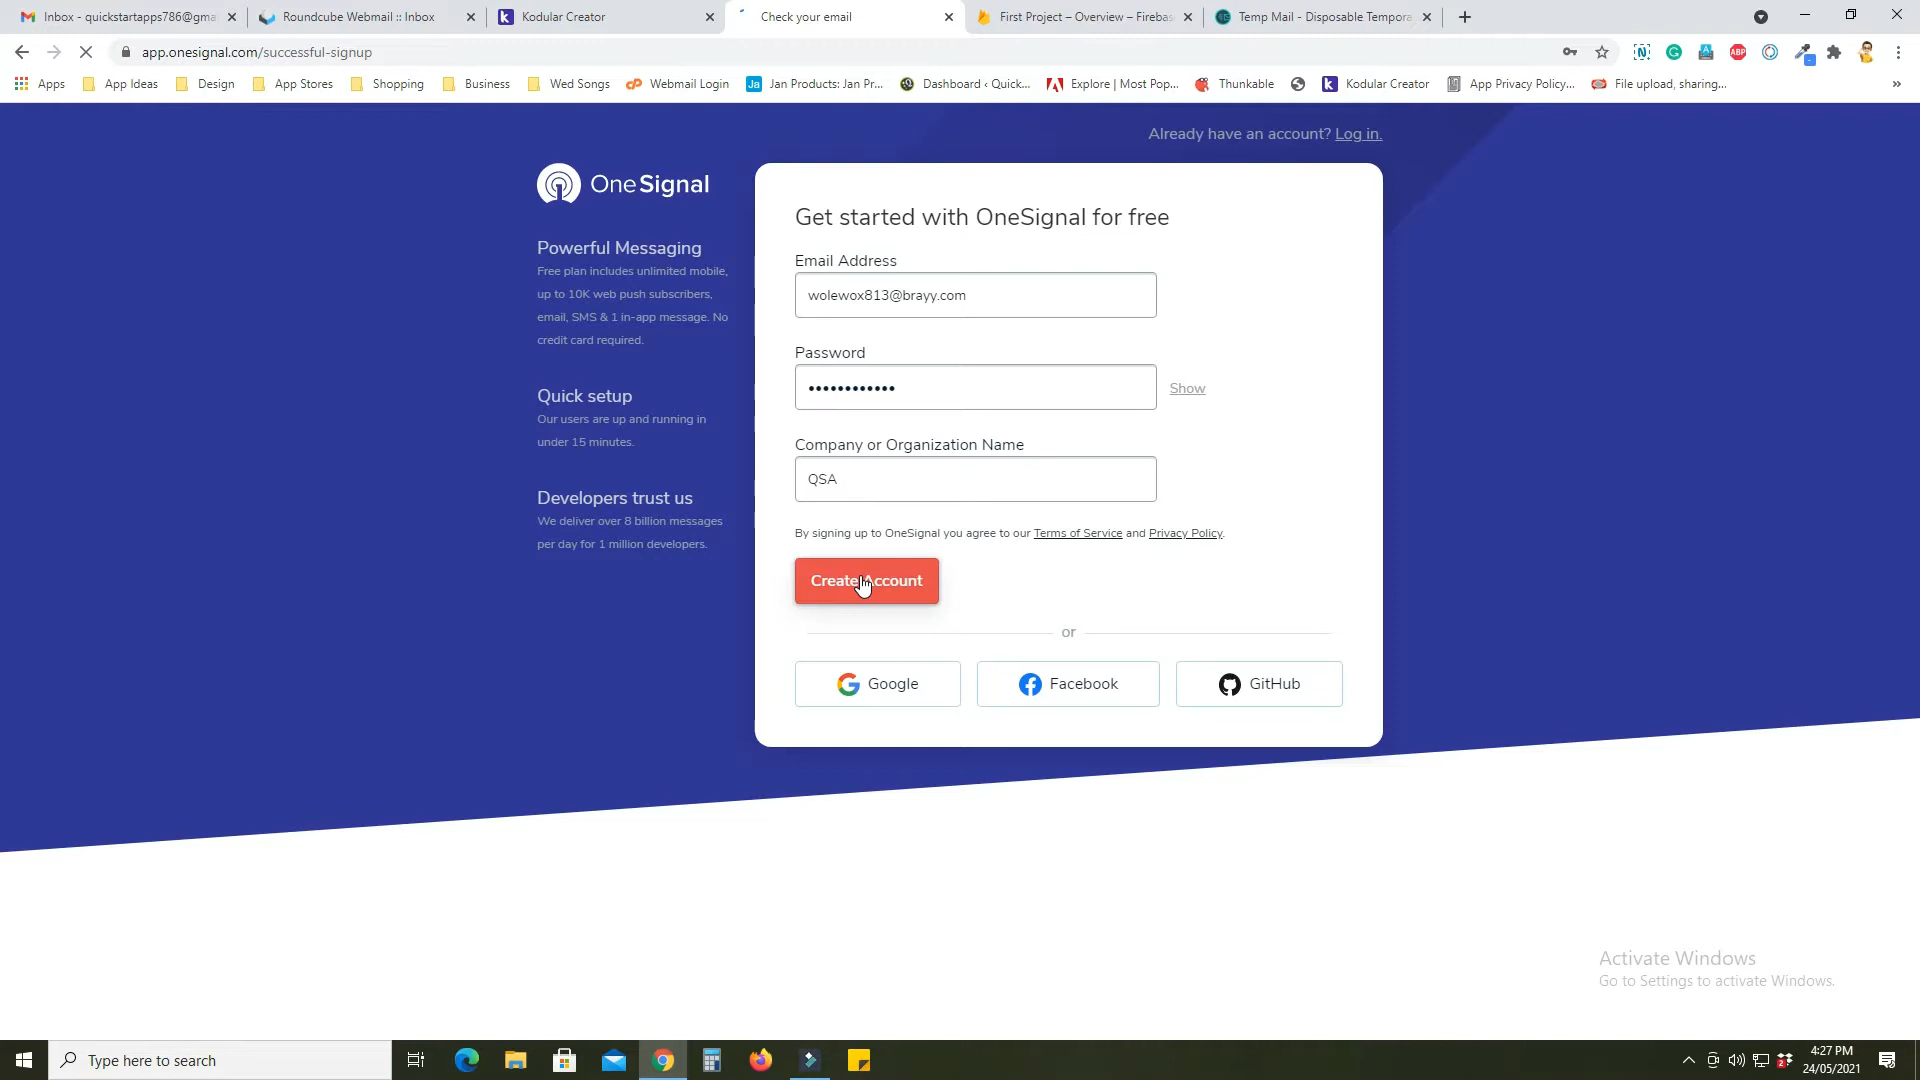 Inbox - quickstartapps786@gma
Roundcube Webmail :: Inbox
Kodular Creator
Check your email
First Project – Overview – Firebas
Temp Mail - Disposable Tempora
app.onesignal.com/successful-signup
Apps
App Ideas
Design
App Stores
Shopping
Business
Wed Songs
Webmail Login
Jan Products: Jan Pr...
Dashboard ‹ Quick...
Explore | Most Pop...
Thunkable
Kodular Creator
App Privacy Policy...
File upload, sharing...
»
Already have an account? Log in.
OneSignal
Powerful Messaging
Free plan includes unlimited mobile,
up to 10K web push subscribers,
email, SMS & 1 in-app message. No
credit card required.
Quick setup
Our users are up and running in
under 15 minutes.
Developers trust us
We deliver over 8 billion messages
per day for 1 million developers.
Get started with OneSignal for free
Email Address
wolewox813@brayy.com
Password
••••••••••••
Show
Company or Organization Name
QSA
By signing up to OneSignal you agree to our Terms of Service and Privacy Policy.
Create Account
or
Google
Facebook
GitHub
Activate Windows
Go to Settings to activate Windows.
Type here to search
4:27 PM
24/05/2021